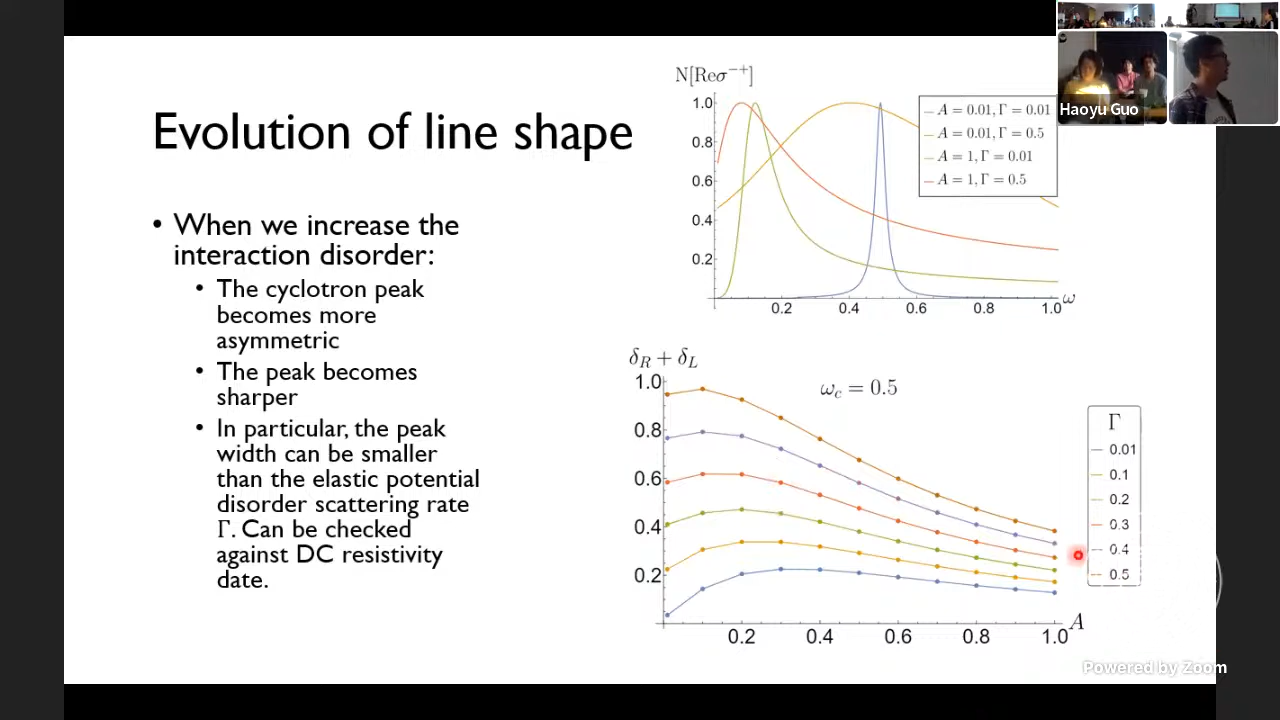 Evolution of line shape
• When we increase the
interaction disorder:
• The cyclotron peak
becomes more
asymmetric
• The peak becomes
sharper
• In particular, the peak
width can be smaller
than the elastic potential
disorder scattering rate
Γ. Can be checked
against DC resistivity
date.
N[Reσ⁻⁺]
1.0
0.8
0.6
0.4
0.2
0.2 0.4 0.6 0.8 1.0 ω
A = 0.01, Γ = 0.01
A = 0.01, Γ = 0.5
A = 1, Γ = 0.01
A = 1, Γ = 0.5
Haoyu Guo
δR + δL
ωc = 0.5
1.0
0.8
0.6
0.4
0.2
0.2 0.4 0.6 0.8 1.0 A
Γ
0.01
0.1
0.2
0.3
0.4
0.5
Powered by Zoom